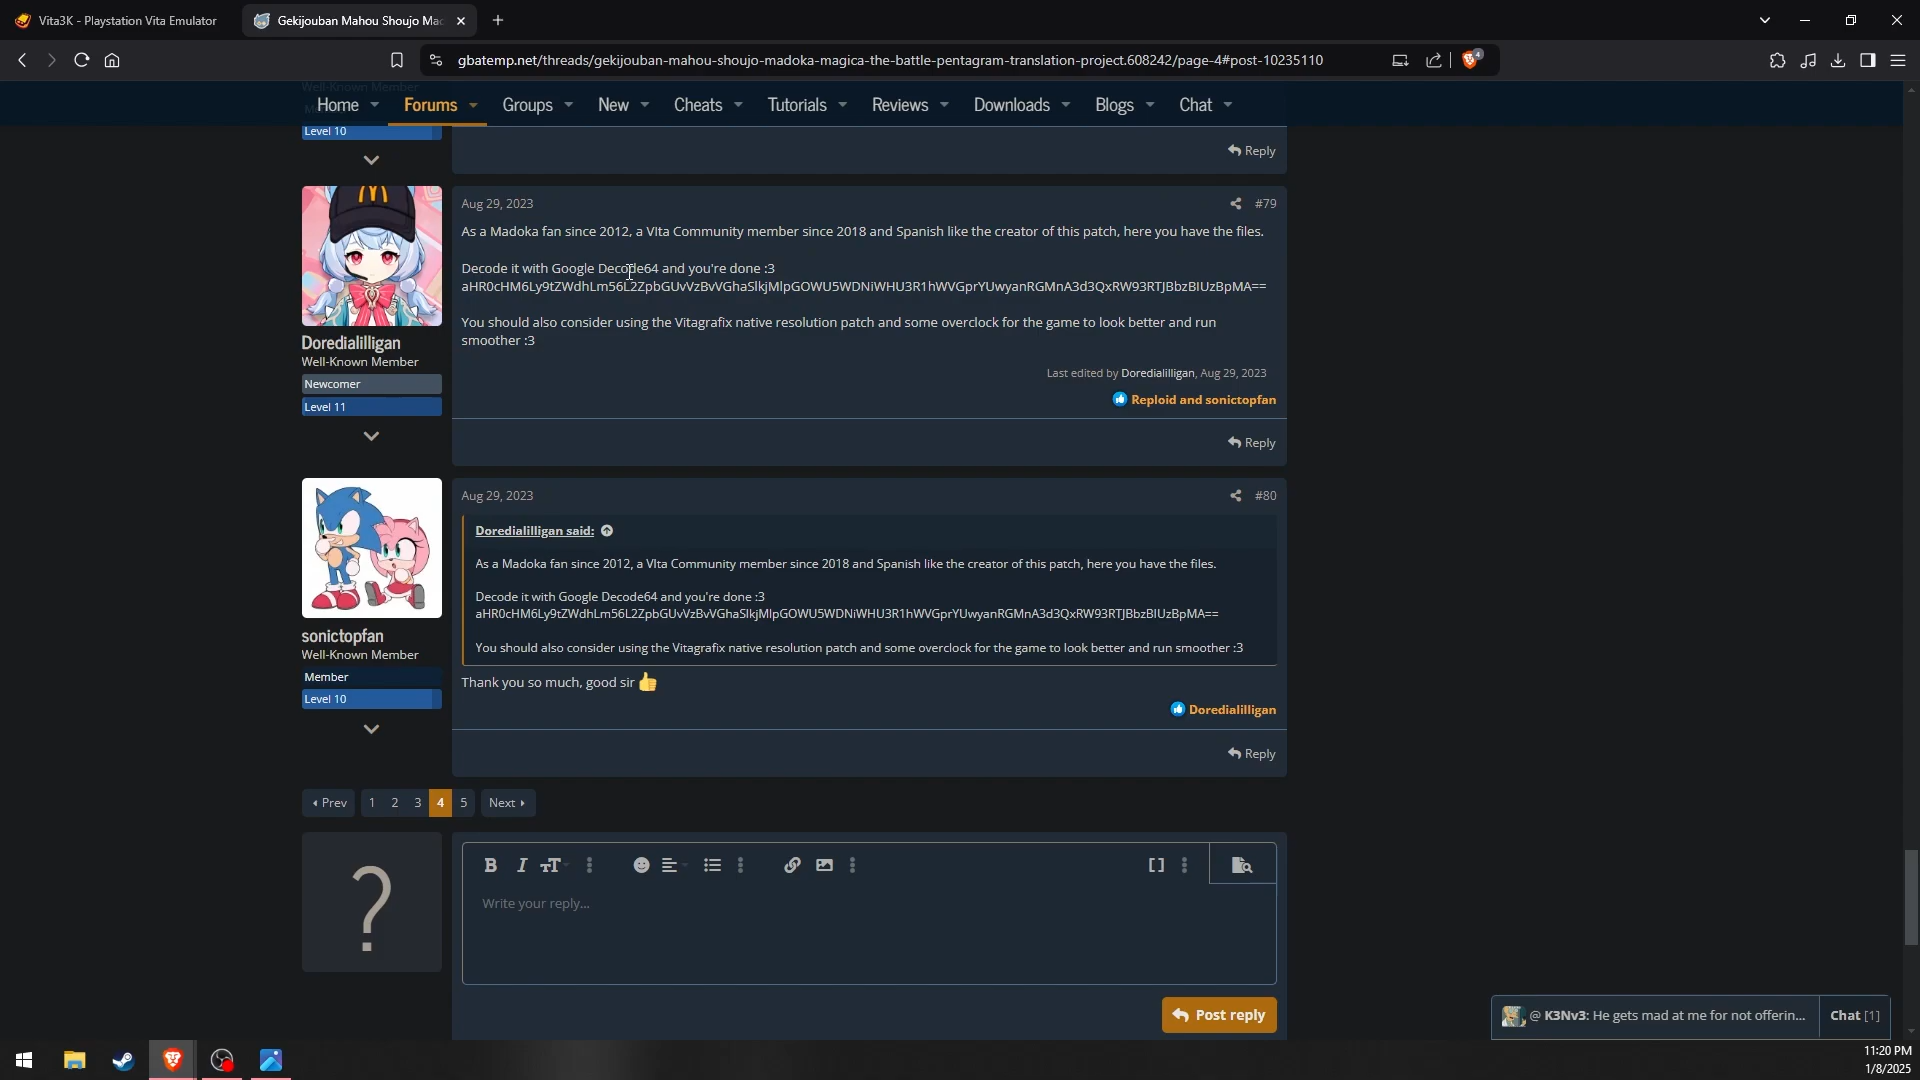 Vita3K - Playstation Vita Emulator
Gekijouban Mahou Shoujo Mac
gbatemp.net/threads/gekijouban-mahou-shoujo-madoka-magica-the-battle-pentagram-translation-project.608242/page-4#post-10235110
4
Well-Known Member
Home
Forums
Groups
New
Cheats
Tutorials
Reviews
Downloads
Blogs
Chat
Level 10
Reply
Aug 29, 2023
#79
As a Madoka fan since 2012, a VIta Community member since 2018 and Spanish like the creator of this patch, here you have the files.
Decode it with Google Decode64 and you're done :3
aHR0cHM6Ly9tZWdhLm56L2ZpbGUvVzBvVGhaSlkjMlpGOWU5WDNiWHU3R1hWVGprYUwyanRGMnA3d3QxRW93RTJBbzBIUzBpMA==
You should also consider using the Vitagrafix native resolution patch and some overclock for the game to look better and run
smoother :3
Last edited by Doredialilligan, Aug 29, 2023
Reploid and sonictopfan
Doredialilligan
Well-Known Member
Newcomer
Level 11
Reply
Aug 29, 2023
#80
Doredialilligan said:
As a Madoka fan since 2012, a VIta Community member since 2018 and Spanish like the creator of this patch, here you have the files.
Decode it with Google Decode64 and you're done :3
aHR0cHM6Ly9tZWdhLm56L2ZpbGUvVzBvVGhaSlkjMlpGOWU5WDNiWHU3R1hWVGprYUwyanRGMnA3d3QxRW93RTJBbzBIUzBpMA==
You should also consider using the Vitagrafix native resolution patch and some overclock for the game to look better and run smoother :3
Thank you so much, good sir 👍
Doredialilligan
sonictopfan
Well-Known Member
Member
Level 10
Reply
Prev 1 2 3 4 5 Next
Write your reply...
Post reply
@ K3Nv3: He gets mad at me for not offerin...
Chat [1]
11:20 PM
1/8/2025